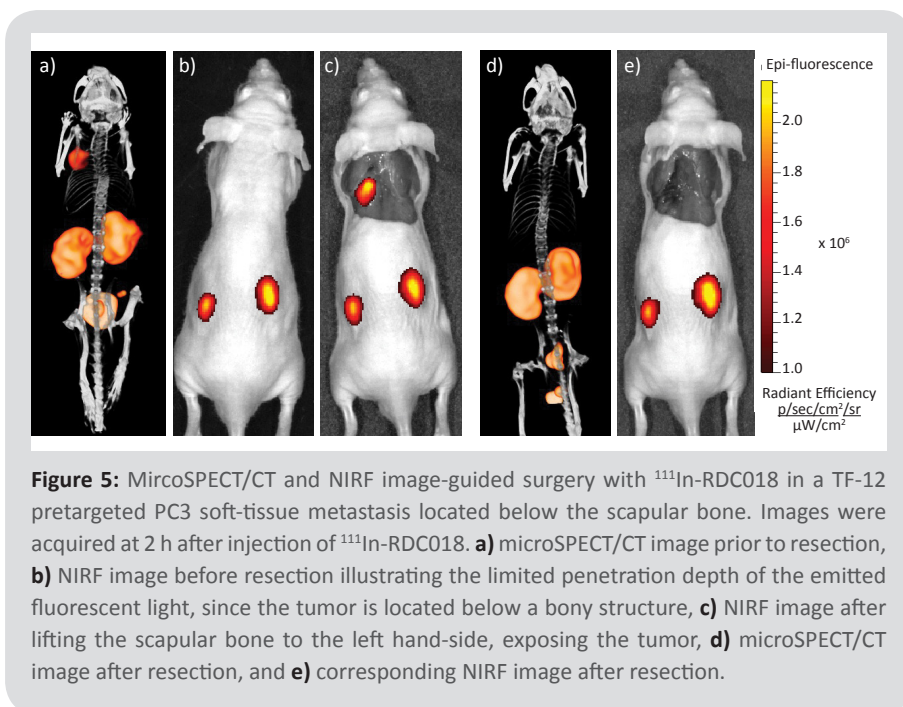 a)
b)
c)
d)
e)
Epi-fluorescence
2.0
1.8
1.6
x 10⁶
1.4
1.2
1.0
Radiant Efficiency
p/sec/cm²/sr
µW/cm²
Figure 5: MircoSPECT/CT and NIRF image-guided surgery with ¹¹¹In-RDC018 in a TF-12
pretargeted PC3 soft-tissue metastasis located below the scapular bone. Images were
acquired at 2 h after injection of ¹¹¹In-RDC018. a) microSPECT/CT image prior to resection,
b) NIRF image before resection illustrating the limited penetration depth of the emitted
fluorescent light, since the tumor is located below a bony structure, c) NIRF image after
lifting the scapular bone to the left hand-side, exposing the tumor, d) microSPECT/CT
image after resection, and e) corresponding NIRF image after resection.